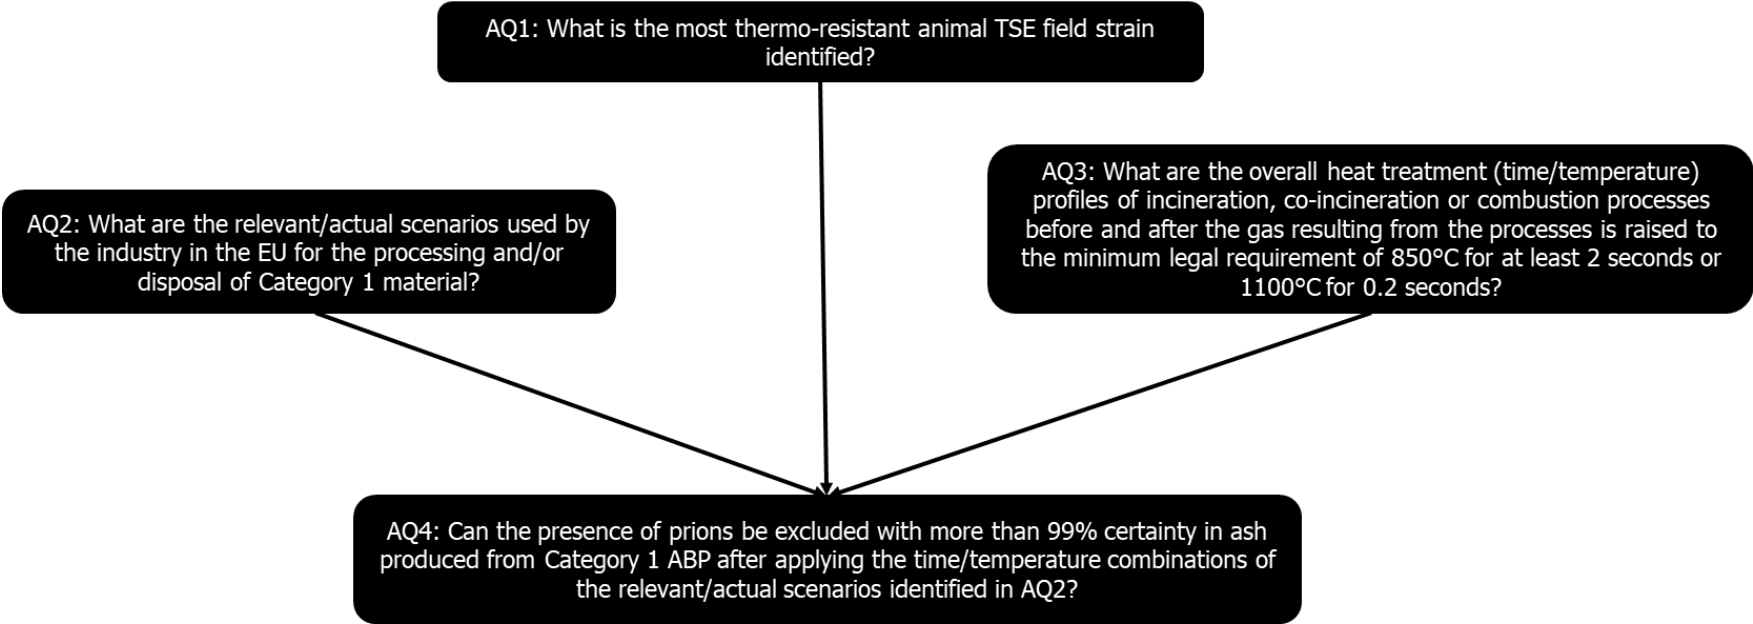 AQ1: What is the most thermo-resistant animal TSE field strain
identified?
AQ2: What are the relevant/actual scenarios used by
the industry in the EU for the processing and/or
disposal of Category 1 material?
AQ3: What are the overall heat treatment (time/temperature)
profiles of incineration, co-incineration or combustion processes
before and after the gas resulting from the processes is raised to
the minimum legal requirement of 850°C for at least 2 seconds or
1100°C for 0.2 seconds?
AQ4: Can the presence of prions be excluded with more than 99% certainty in ash
produced from Category 1 ABP after applying the time/temperature combinations of
the relevant/actual scenarios identified in AQ2?